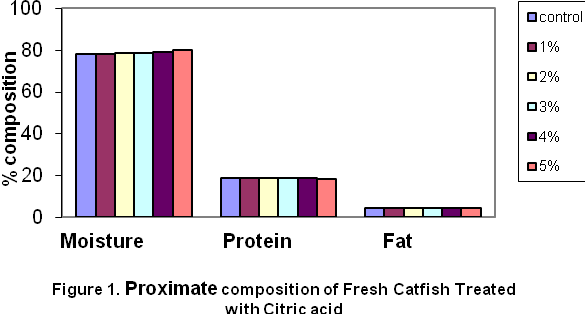 100
80
60
40
20
0
% composition
Moisture Protein Fat
control
1%
2%
3%
4%
5%
Figure 1. Proximate composition of Fresh Catfish Treated
with Citric acid